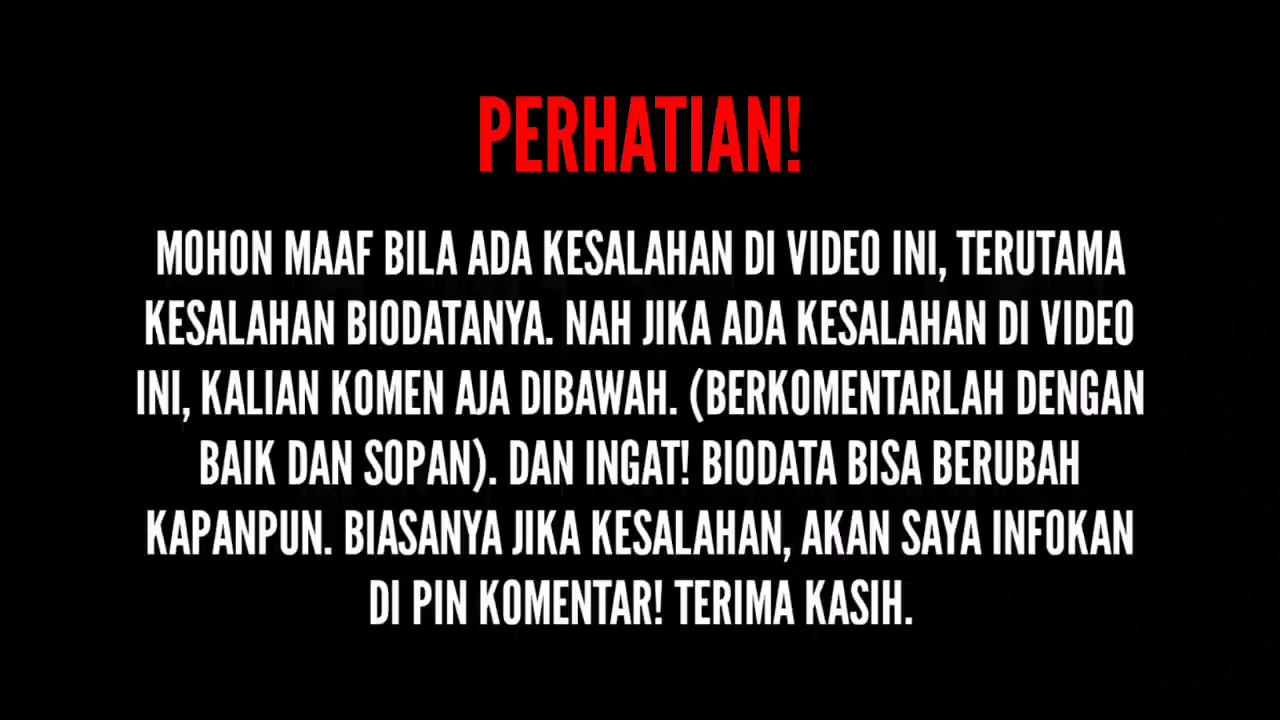 PERHATIAN!
MOHON MAAF BILA ADA KESALAHAN DI VIDEO INI, TERUTAMA
KESALAHAN BIODATANYA. NAH JIKA ADA KESALAHAN DI VIDEO
INI, KALIAN KOMEN AJA DIBAWAH. (BERKOMENTARLAH DENGAN
BAIK DAN SOPAN). DAN INGAT! BIODATA BISA BERUBAH
KAPANPUN. BIASANYA JIKA KESALAHAN, AKAN SAYA INFOKAN
DI PIN KOMENTAR! TERIMA KASIH.